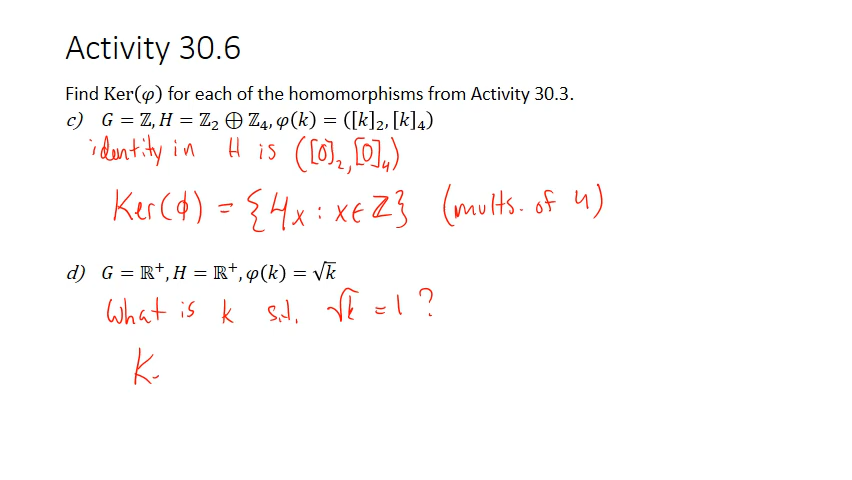 Activity 30.6
Find Ker(φ) for each of the homomorphisms from Activity 30.3.
c) G = ℤ, H = ℤ₂ ⊕ ℤ₄, φ(k) = ([k]₂, [k]₄)
identity in H is ([0]₂, [0]₄)
Ker(ϕ) = {4x : x ∈ ℤ} (mults. of 4)
d) G = ℝ⁺, H = ℝ⁺, φ(k) = √k
What is k s.t. √k = 1 ?
K